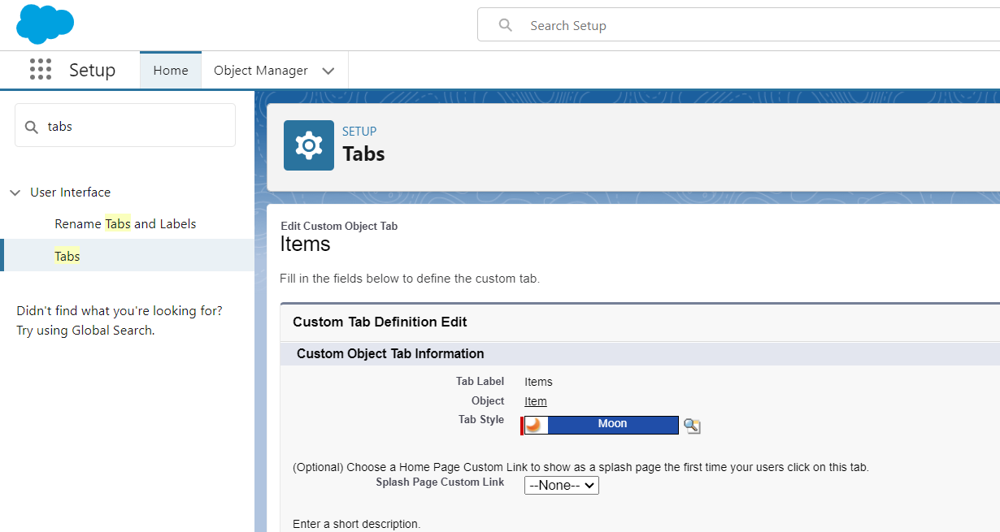 Search Setup
Setup
Home
Object Manager
tabs
User Interface
Rename Tabs and Labels
Tabs
Didn't find what you're looking for?
Try using Global Search.
SETUP
Tabs
Edit Custom Object Tab
Items
Fill in the fields below to define the custom tab.
Custom Tab Definition Edit
Custom Object Tab Information
Tab Label Items
Object Item
Tab Style Moon
(Optional) Choose a Home Page Custom Link to show as a splash page the first time your users click on this tab.
Splash Page Custom Link --None--
Enter a short description.